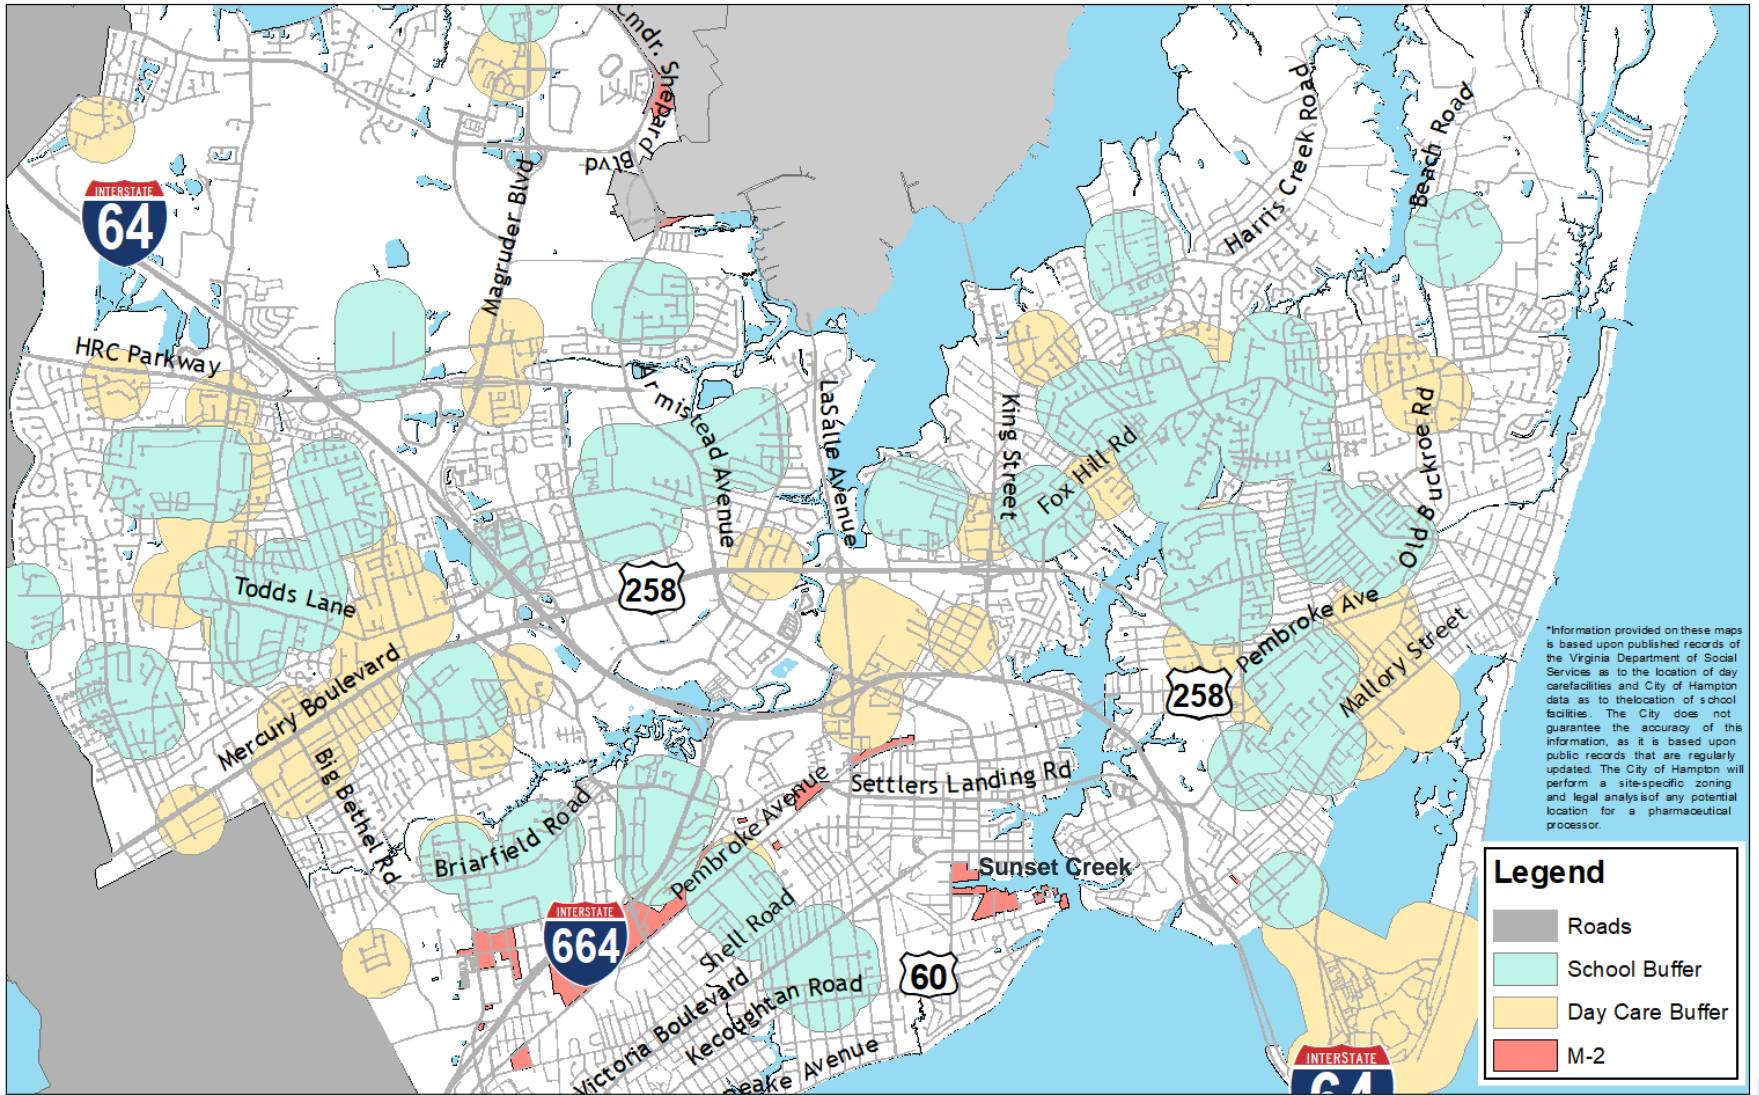 Cmdr. Shepard
Blvd
INTERSTATE
64
Magruder Blvd
Harris Creek Road
Beach Road
HRC Parkway
Armistead Avenue
LaSalle Avenue
King Street
Fox Hill Rd
Old Buckroe Rd
258
Todds Lane
Pembroke Ave
Mallory Street
258
Mercury Boulevard
Big Bethel Rd
Briarfield Road
Pembroke Avenue
Settlers Landing Rd
Sunset Creek
INTERSTATE
664
Shell Road
60
Victoria Boulevard
Kecoughtan Road
peake Avenue
INTERSTATE
64
*Information provided on these maps
is based upon published records of
the Virginia Department of Social
Services as to the location of day
carefacilities and City of Hampton
data as to thelocation of school
facilities. The City does not
guarantee the accuracy of this
information, as it is based upon
public records that are regularly
updated. The City of Hampton will
perform a site-specific zoning
and legal analysisof any potential
location for a pharmaceutical
processor.
Legend
Roads
School Buffer
Day Care Buffer
M-2